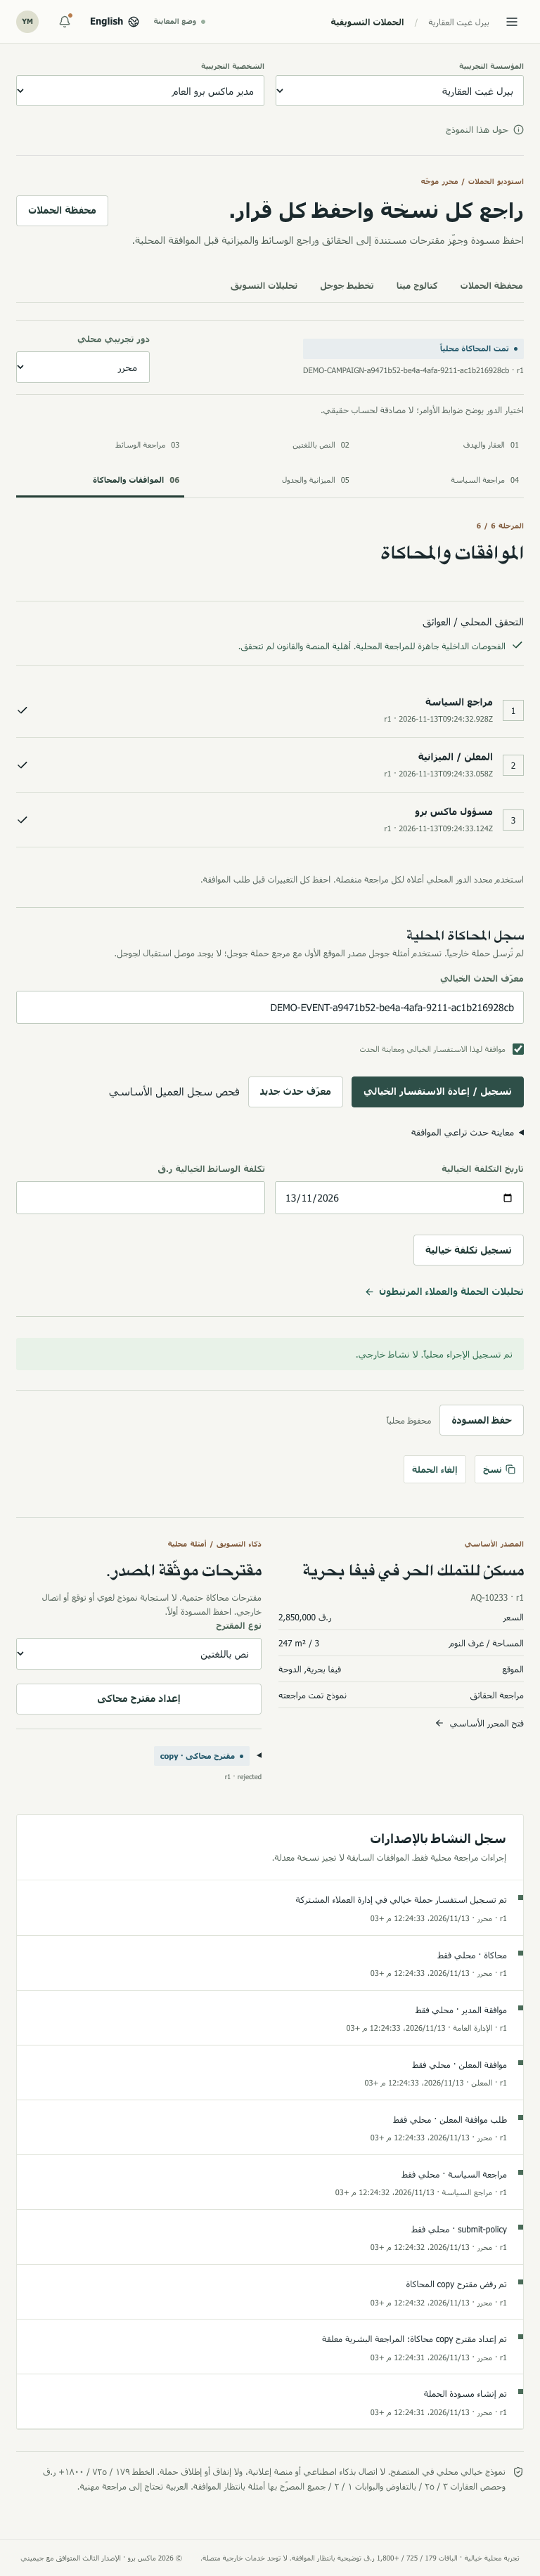 بيرل غيت العقارية / الحملات التسويقية
وضع المعاينة
English
YM
المؤسسة التجريبية
بيرل غيت العقارية
الشخصية التجريبية
مدير ماكس برو العام
حول هذا النموذج
استوديو الحملات / محرر موجّه
راجع كل نسخة واحفظ كل قرار.
محفظة الحملات
احفظ مسودة وجهّز مقترحات مستندة إلى الحقائق وراجع الوسائط والميزانية قبل الموافقة المحلية.
محفظة الحملات
كتالوج ميتا
تخطيط جوجل
تحليلات التسويق
تمت المحاكاة محلياً
DEMO-CAMPAIGN-a9471b52-be4a-4afa-9211-ac1b216928cb · r1
دور تجريبي محلي
محرر
اختيار الدور يوضح ضوابط الأوامر؛ لا مصادقة لحساب حقيقي.
01 العقار والهدف
02 النص باللغتين
03 مراجعة الوسائط
04 مراجعة السياسة
05 الميزانية والجدول
06 الموافقات والمحاكاة
المرحلة 6 / 6
الموافقات والمحاكاة
التحقق المحلي / العوائق
الفحوصات الداخلية جاهزة للمراجعة المحلية. أهلية المنصة والقانون لم تتحقق.
1
مراجع السياسة
r1 · 2026-11-13T09:24:32.928Z
2
المعلن / الميزانية
r1 · 2026-11-13T09:24:33.058Z
3
مسؤول ماكس برو
r1 · 2026-11-13T09:24:33.124Z
استخدم محدد الدور المحلي أعلاه لكل مراجعة منفصلة. احفظ كل التغييرات قبل طلب الموافقة.
سجل المحاكاة المحلية
لم تُرسل حملة خارجياً. تستخدم أمثلة جوجل مصدر الموقع الأول مع مرجع حملة جوجل؛ لا يوجد موصل استقبال لجوجل.
معرّف الحدث الخيالي
DEMO-EVENT-a9471b52-be4a-4afa-9211-ac1b216928cb
موافقة لهذا الاستفسار الخيالي ومعاينة الحدث
تسجيل / إعادة الاستفسار الخيالي
معرّف حدث جديد
فحص سجل العميل الأساسي
معاينة حدث تراعي الموافقة
تاريخ التكلفة الخيالية
13/11/2026
تكلفة الوسائط الخيالية ر.ق
تسجيل تكلفة خيالية
تحليلات الحملة والعملاء المرتبطون ←
تم تسجيل الإجراء محلياً. لا نشاط خارجي.
حفظ المسودة
محفوظ محلياً
نسخ
إلغاء الحملة
المصدر الأساسي
مسكن للتملك الحر في فيفا بحرية
AQ-10233 · r1
السعر
2,850,000 ر.ق
المساحة / غرف النوم
247 m² / 3
الموقع
فيفا بحرية, الدوحة
مراجعة الحقائق
نموذج تمت مراجعته
فتح المحرر الأساسي ←
ذكاء التسويق / أمثلة محلية
مقترحات موثّقة المصدر.
مقترحات محاكاة حتمية. لا استجابة نموذج لغوي أو توقع أو اتصال
خارجي. احفظ المسودة أولاً.
نوع المقترح
نص باللغتين
إعداد مقترح محاكى
مقترح محاكى · copy
r1 · rejected
سجل النشاط بالإصدارات
إجراءات مراجعة محلية فقط. الموافقات السابقة لا تجيز نسخة معدلة.
تم تسجيل استفسار حملة خيالي في إدارة العملاء المشتركة
r1 · محرر · 2026/11/13، 12:24:33 م +03
محاكاة · محلي فقط
r1 · محرر · 2026/11/13، 12:24:33 م +03
موافقة المدير · محلي فقط
r1 · الإدارة العامة · 2026/11/13، 12:24:33 م +03
موافقة المعلن · محلي فقط
r1 · المعلن · 2026/11/13، 12:24:33 م +03
طلب موافقة المعلن · محلي فقط
r1 · محرر · 2026/11/13، 12:24:33 م +03
مراجعة السياسة · محلي فقط
r1 · مراجع السياسة · 2026/11/13، 12:24:32 م +03
submit-policy · محلي فقط
r1 · محرر · 2026/11/13، 12:24:32 م +03
تم رفض مقترح copy المحاكاة
r1 · محرر · 2026/11/13، 12:24:32 م +03
تم إعداد مقترح copy محاكاة؛ المراجعة البشرية معلقة
r1 · محرر · 2026/11/13، 12:24:31 م +03
تم إنشاء مسودة الحملة
r1 · محرر · 2026/11/13، 12:24:31 م +03
نموذج خيالي محلي في المتصفح. لا اتصال بذكاء اصطناعي أو منصة إعلانية، ولا إنفاق أو إطلاق حملة. الخطط ١٧٩ / ٧٢٥ / ١٨٠٠+ ر.ق
وحصص العقارات ٣ / ٢٥ / بالتفاوض والبوابات ١ / ٢ / جميع المصرّح بها أمثلة بانتظار الموافقة. العربية تحتاج إلى مراجعة مهنية.
تجربة محلية خيالية · الباقات 179 / 725 / +1,800 ر.ق توضيحية بانتظار الموافقة. لا توجد خدمات خارجية متصلة.
© 2026 ماكس برو · الإصدار الثالث المتوافق مع جيميني